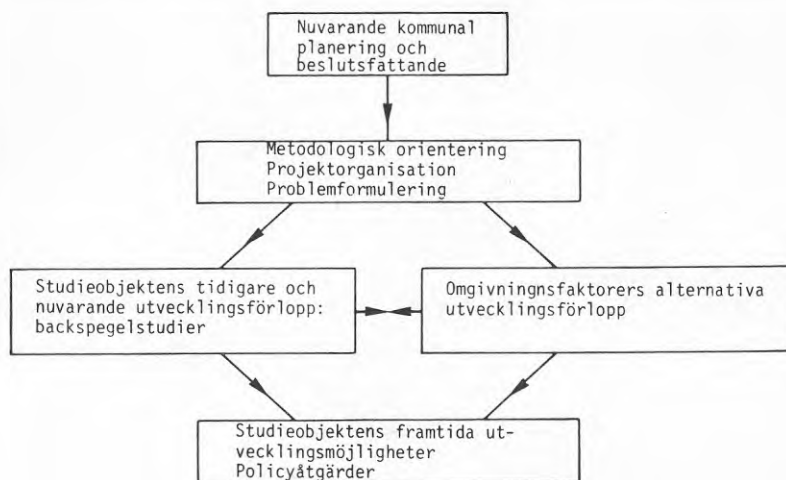 Nuvarande kommunal
planering och
beslutsfattande
Metodologisk orientering
Projektorganisation
Problemformulering
Studieobjektens tidigare och
nuvarande utvecklingsförlopp:
backspegelstudier
Omgivningnsfaktorers alternativa
utvecklingsförlopp
Studieobjektens framtida ut-
vecklingsmöjligheter
Policyåtgärder